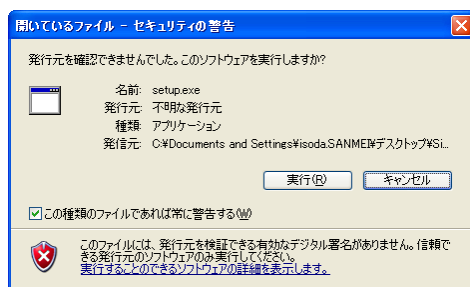 開いているファイル - セキュリティの警告
発行元を確認できませんでした。このソフトウェアを実行しますか?
名前: setup.exe
発行元: 不明な発行元
種類: アプリケーション
発信元: C:¥Documents and Settings¥isoda.SANMEI¥デスクトップ¥Si...
実行(R)
キャンセル
この種類のファイルであれば常に警告する(W)
このファイルには、発行元を検証できる有効なデジタル署名がありません。信頼で
きる発行元のソフトウェアのみ実行してください。
実行することのできるソフトウェアの詳細を表示します。